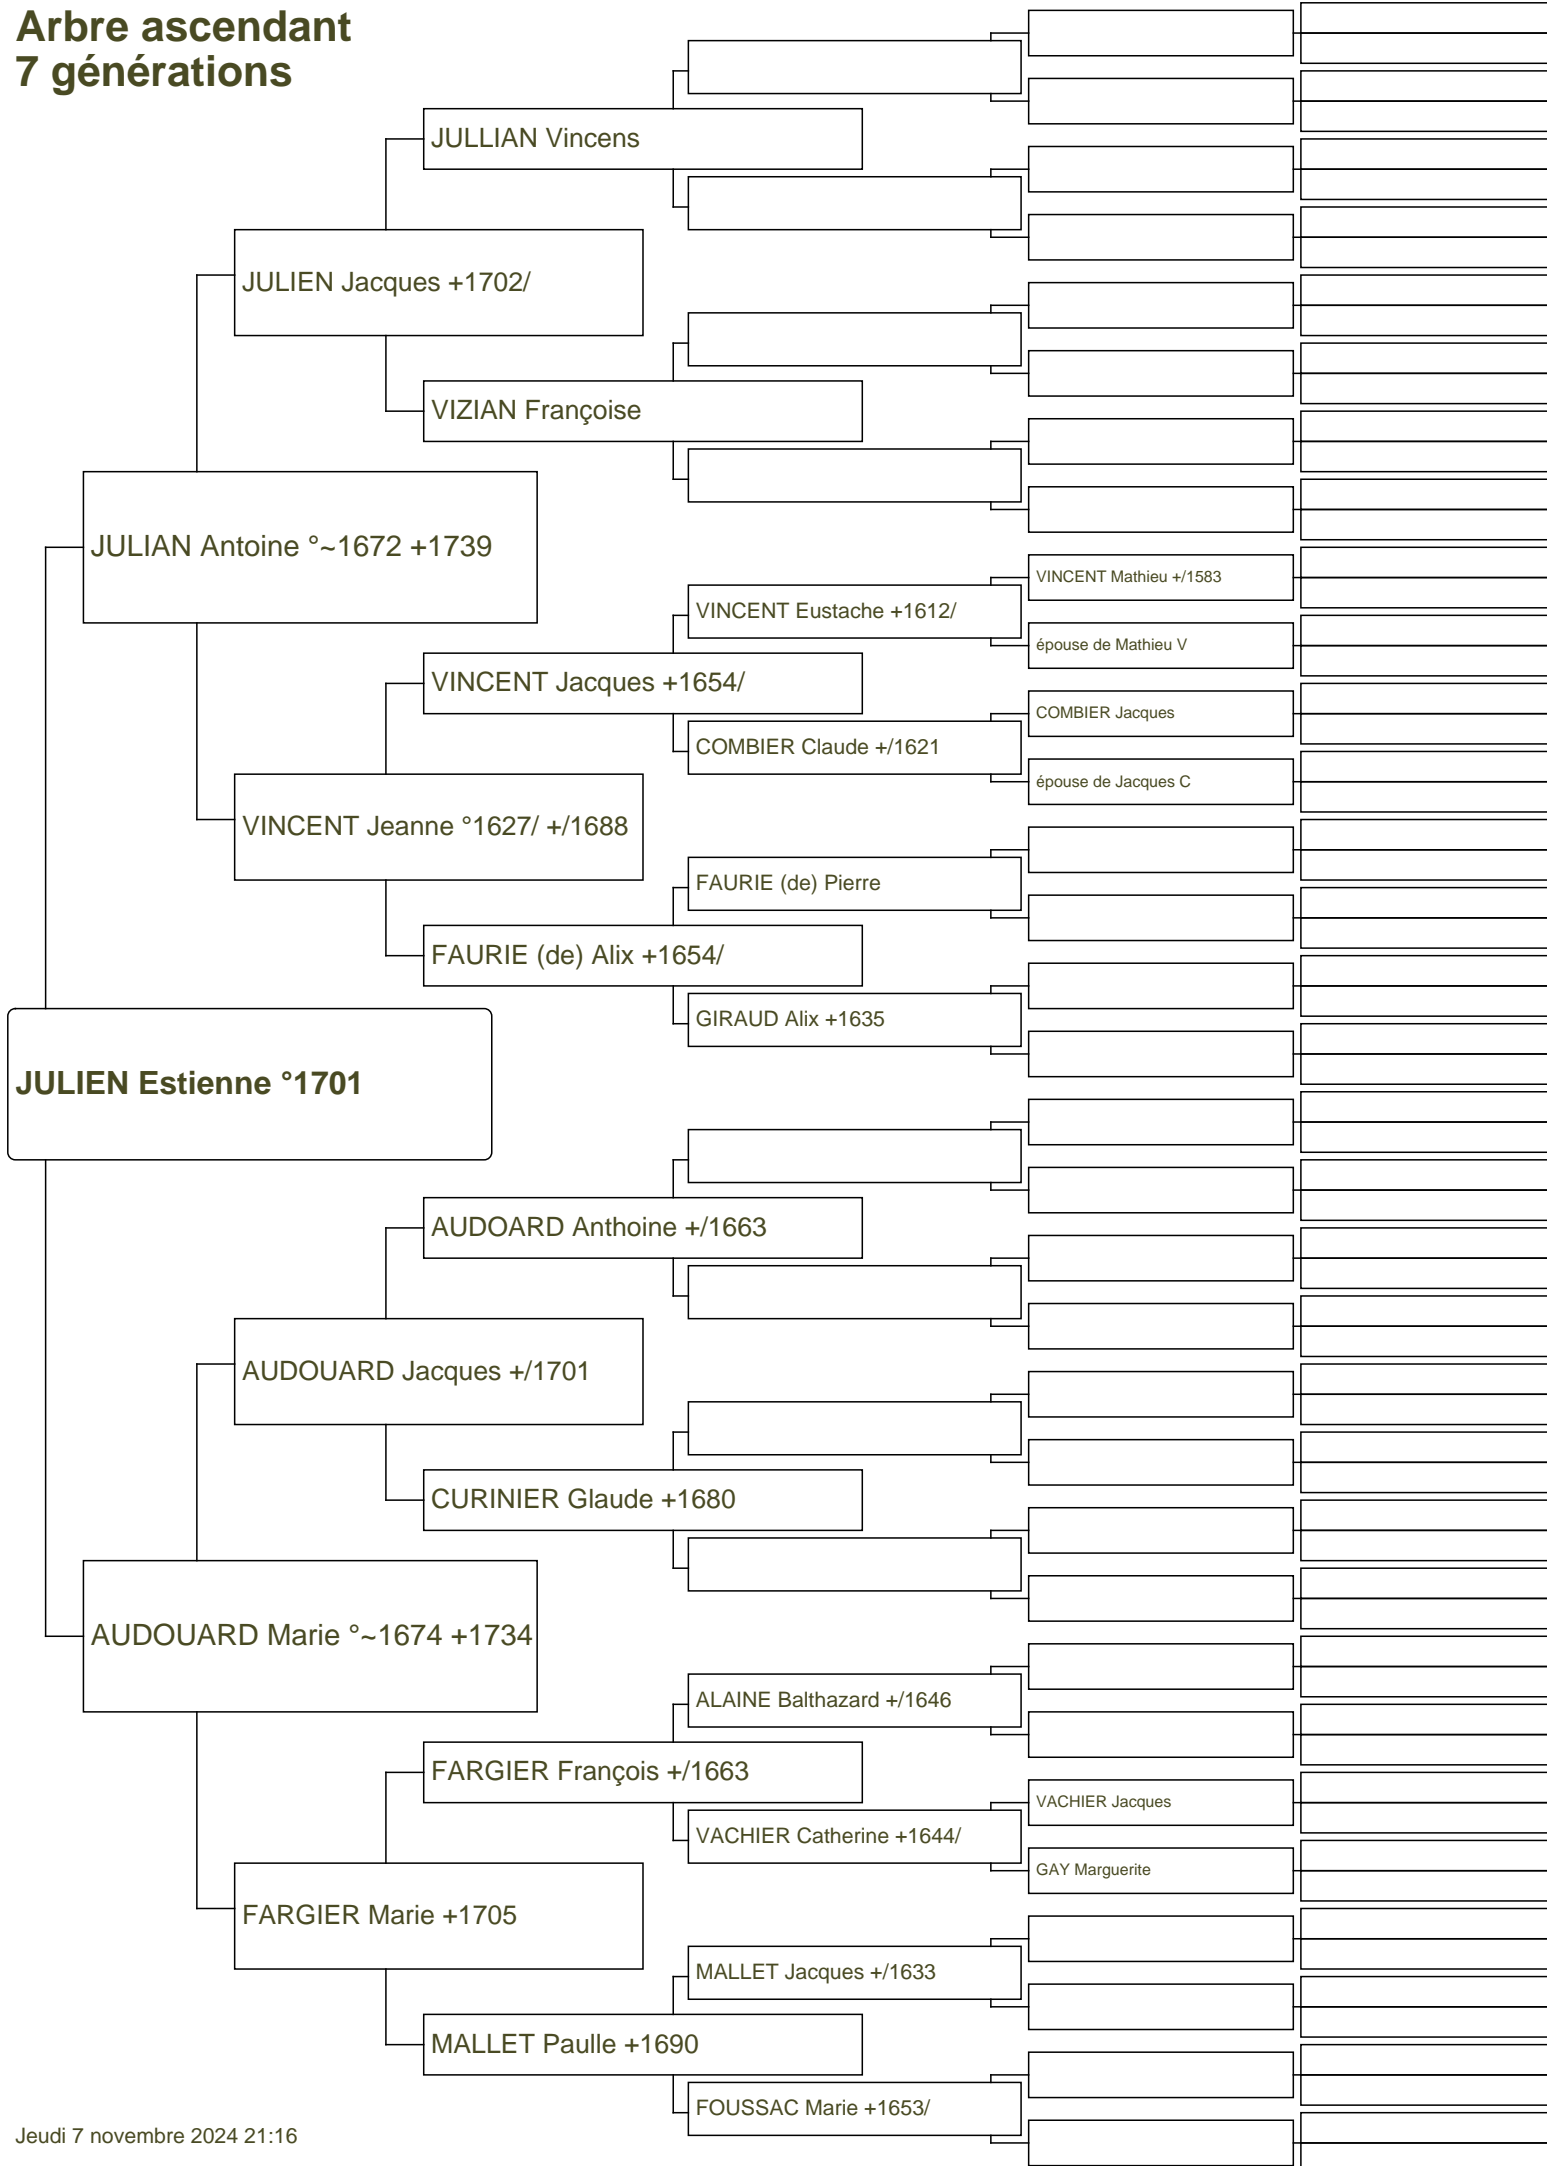 Arbre ascendant
7 générations
JULLIAN Vincens
JULIEN Jacques +1702/
VIZIAN Françoise
JULIAN Antoine °~1672 +1739
VINCENT Mathieu +/1583
VINCENT Eustache +1612/
épouse de Mathieu V
VINCENT Jacques +1654/
COMBIER Jacques
COMBIER Claude +/1621
épouse de Jacques C
VINCENT Jeanne °1627/ +/1688
FAURIE (de) Pierre
FAURIE (de) Alix +1654/
GIRAUD Alix +1635
JULIEN Estienne °1701
AUDOARD Anthoine +/1663
AUDOUARD Jacques +/1701
CURINIER Glaude +1680
AUDOUARD Marie °~1674 +1734
ALAINE Balthazard +/1646
FARGIER François +/1663
VACHIER Jacques
VACHIER Catherine +1644/
GAY Marguerite
FARGIER Marie +1705
MALLET Jacques +/1633
MALLET Paulle +1690
FOUSSAC Marie +1653/
Jeudi 7 novembre 2024 21:16